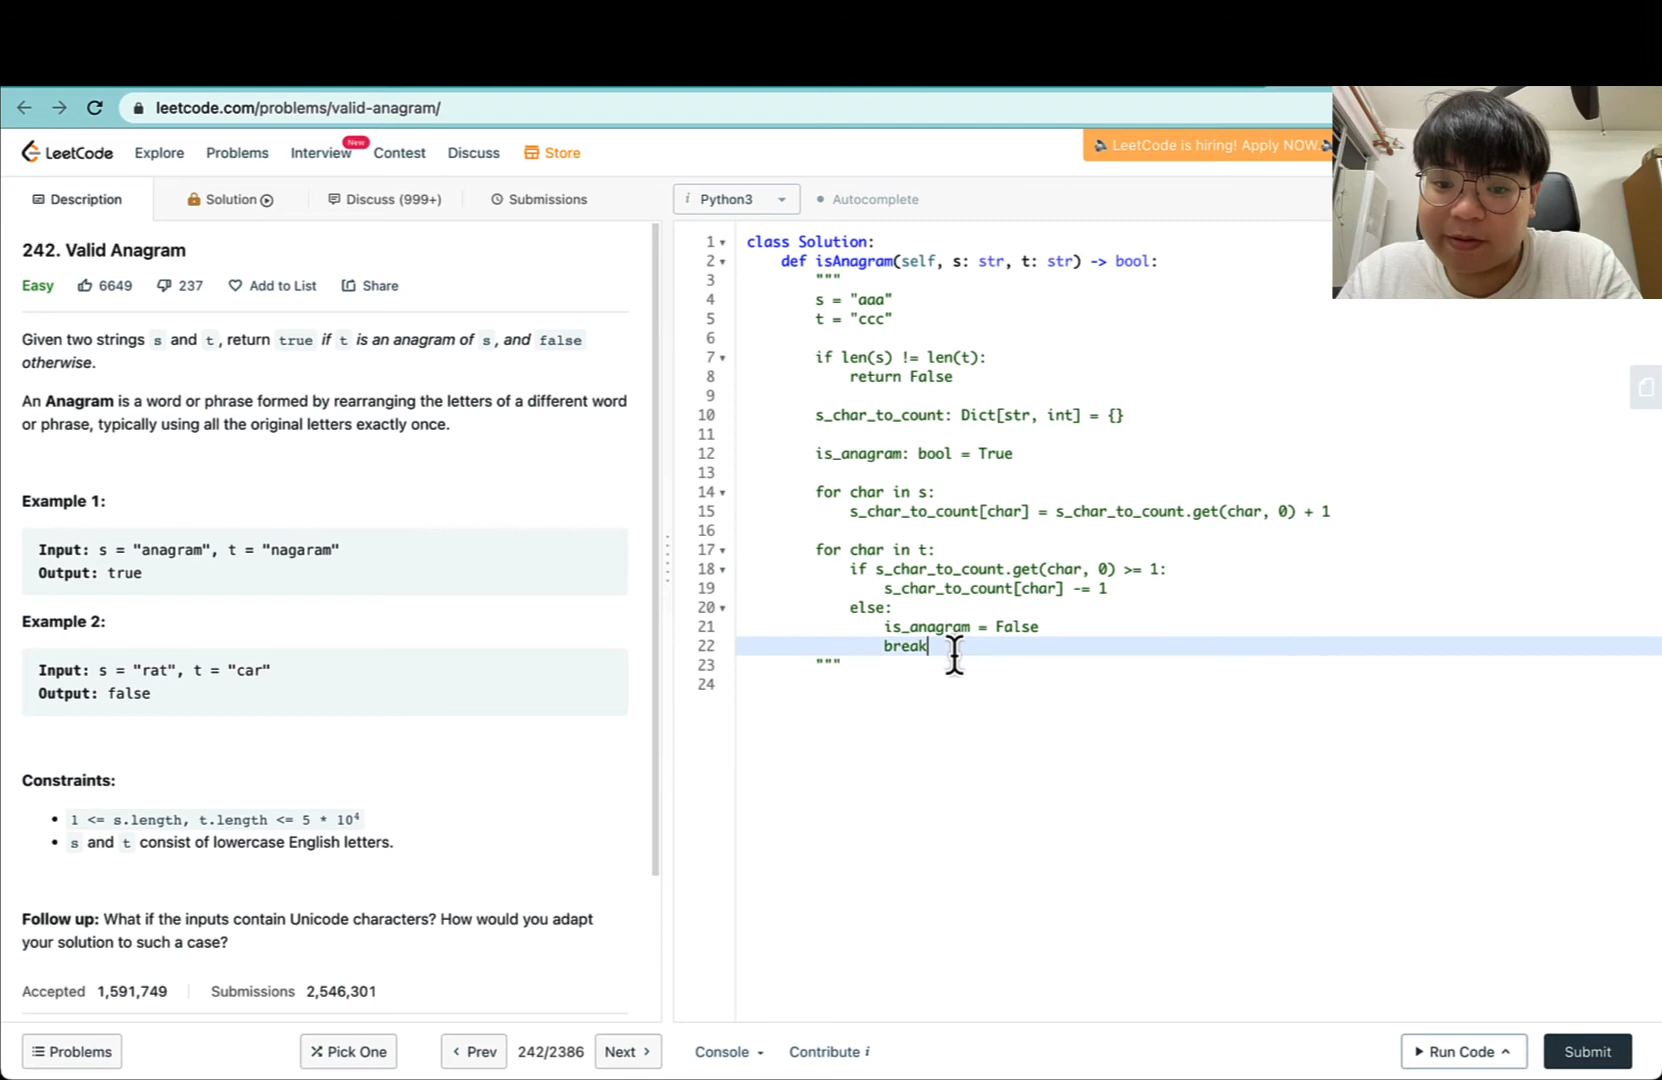 leetcode.com/problems/valid-anagram/
LeetCode Explore Problems Interview New Contest Discuss Store
LeetCode is hiring! Apply NOW.
Description Solution Discuss (999+) Submissions
i Python3 Autocomplete
242. Valid Anagram
Easy 6649 237 Add to List Share
Given two strings s and t, return true if t is an anagram of s, and false
otherwise.
An Anagram is a word or phrase formed by rearranging the letters of a different word
or phrase, typically using all the original letters exactly once.
Example 1:
Input: s = "anagram", t = "nagaram"
Output: true
Example 2:
Input: s = "rat", t = "car"
Output: false
Constraints:
• 1 <= s.length, t.length <= 5 * 10⁴
• s and t consist of lowercase English letters.
Follow up: What if the inputs contain Unicode characters? How would you adapt
your solution to such a case?
Accepted 1,591,749 Submissions 2,546,301
1 class Solution:
2 def isAnagram(self, s: str, t: str) -> bool:
3 """
4 s = "aaa"
5 t = "ccc"
6
7 if len(s) != len(t):
8 return False
9
10 s_char_to_count: Dict[str, int] = {}
11
12 is_anagram: bool = True
13
14 for char in s:
15 s_char_to_count[char] = s_char_to_count.get(char, 0) + 1
16
17 for char in t:
18 if s_char_to_count.get(char, 0) >= 1:
19 s_char_to_count[char] -= 1
20 else:
21 is_anagram = False
22 break
23 """
24
Problems Pick One Prev 242/2386 Next Console Contribute i Run Code Submit